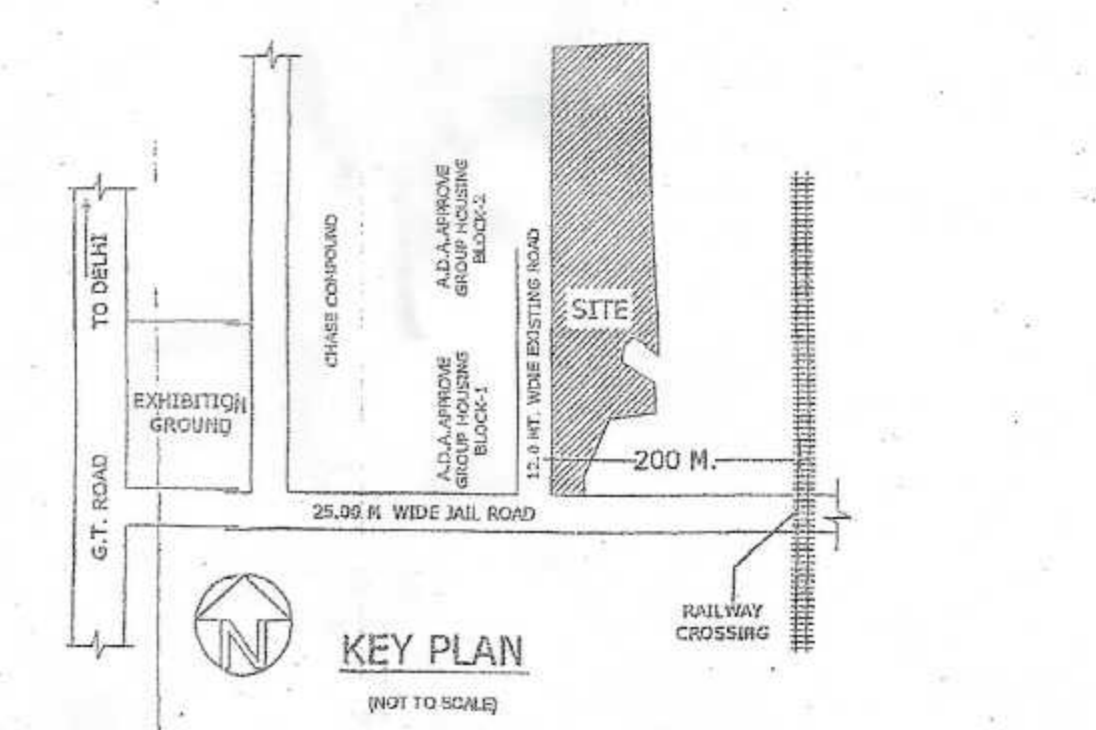 TO DELHI
G.T. ROAD
EXHIBITION
GROUND
CHASE COMPOUND
A.D.A.APPROVE
GROUP HOUSING
BLOCK-2
A.D.A.APPROVE
GROUP HOUSING
BLOCK-1
12.0 MT. WDIE EXISTING ROAD
SITE
200 M.
25.00 M WIDE JAIL ROAD
RAILWAY
CROSSING
N
KEY PLAN
(NOT TO SCALE)